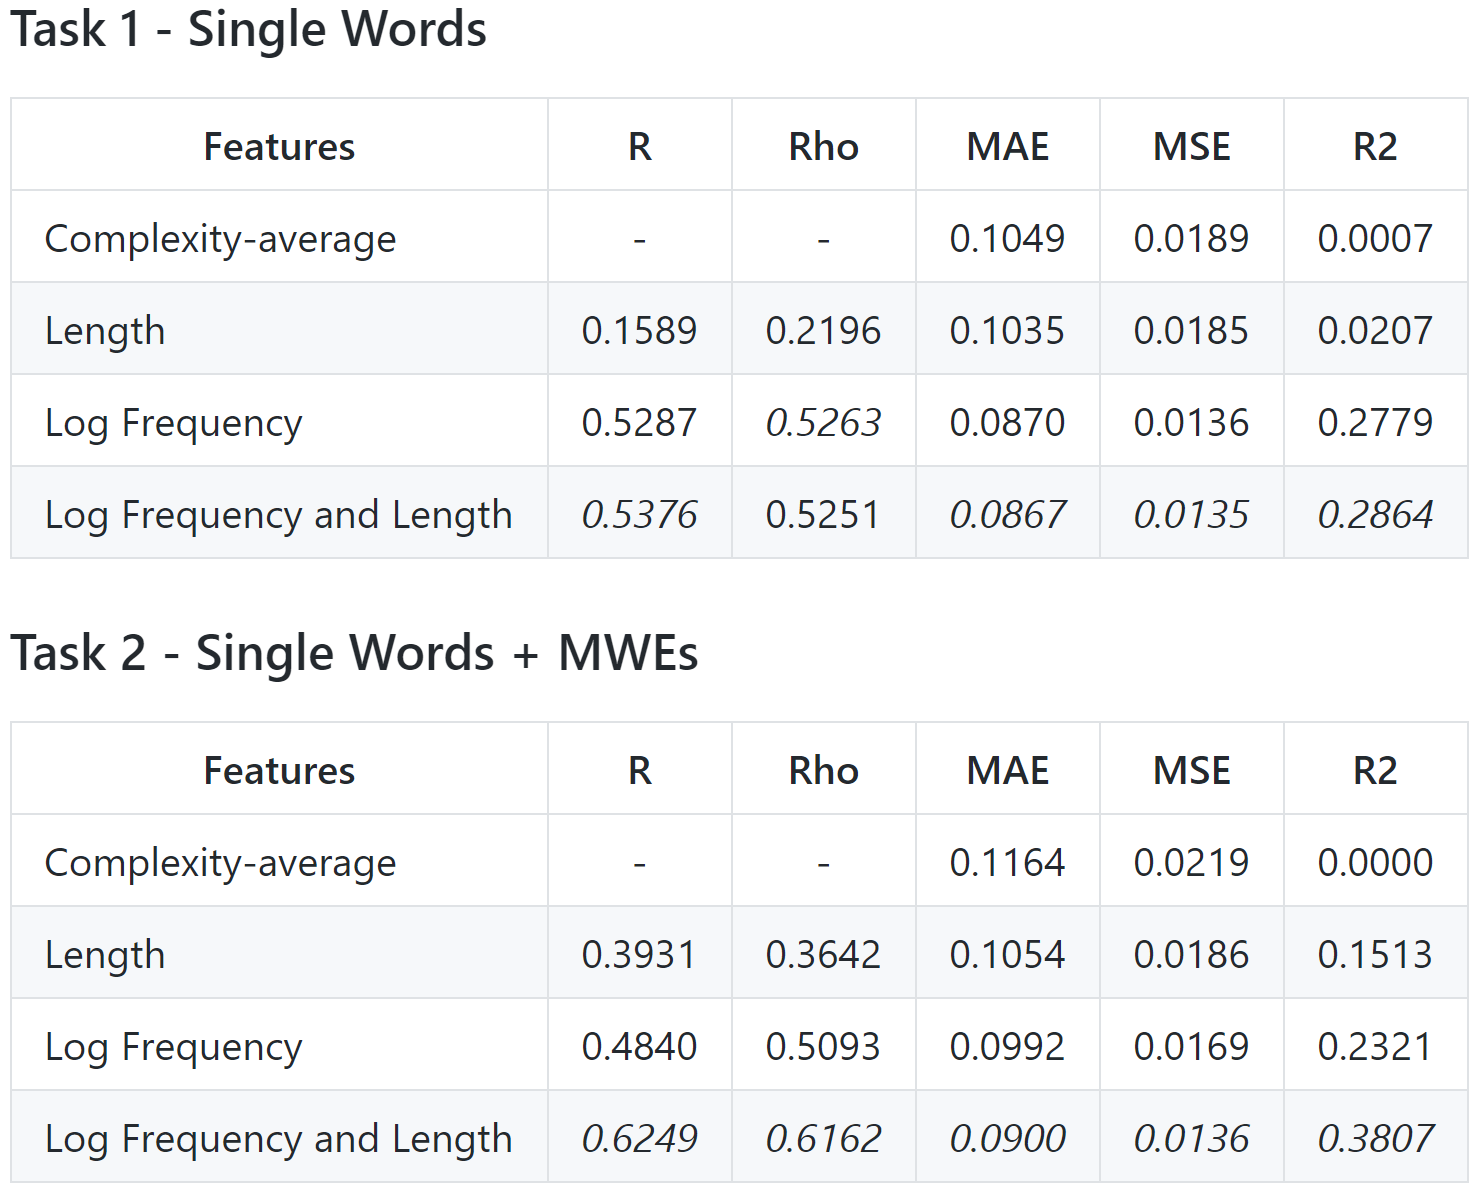 Task 1 - Single Words
Features R Rho MAE MSE R2
Complexity-average - - 0.1049 0.0189 0.0007
Length 0.1589 0.2196 0.1035 0.0185 0.0207
Log Frequency 0.5287 0.5263 0.0870 0.0136 0.2779
Log Frequency and Length 0.5376 0.5251 0.0867 0.0135 0.2864
Task 2 - Single Words + MWEs
Features R Rho MAE MSE R2
Complexity-average - - 0.1164 0.0219 0.0000
Length 0.3931 0.3642 0.1054 0.0186 0.1513
Log Frequency 0.4840 0.5093 0.0992 0.0169 0.2321
Log Frequency and Length 0.6249 0.6162 0.0900 0.0136 0.3807